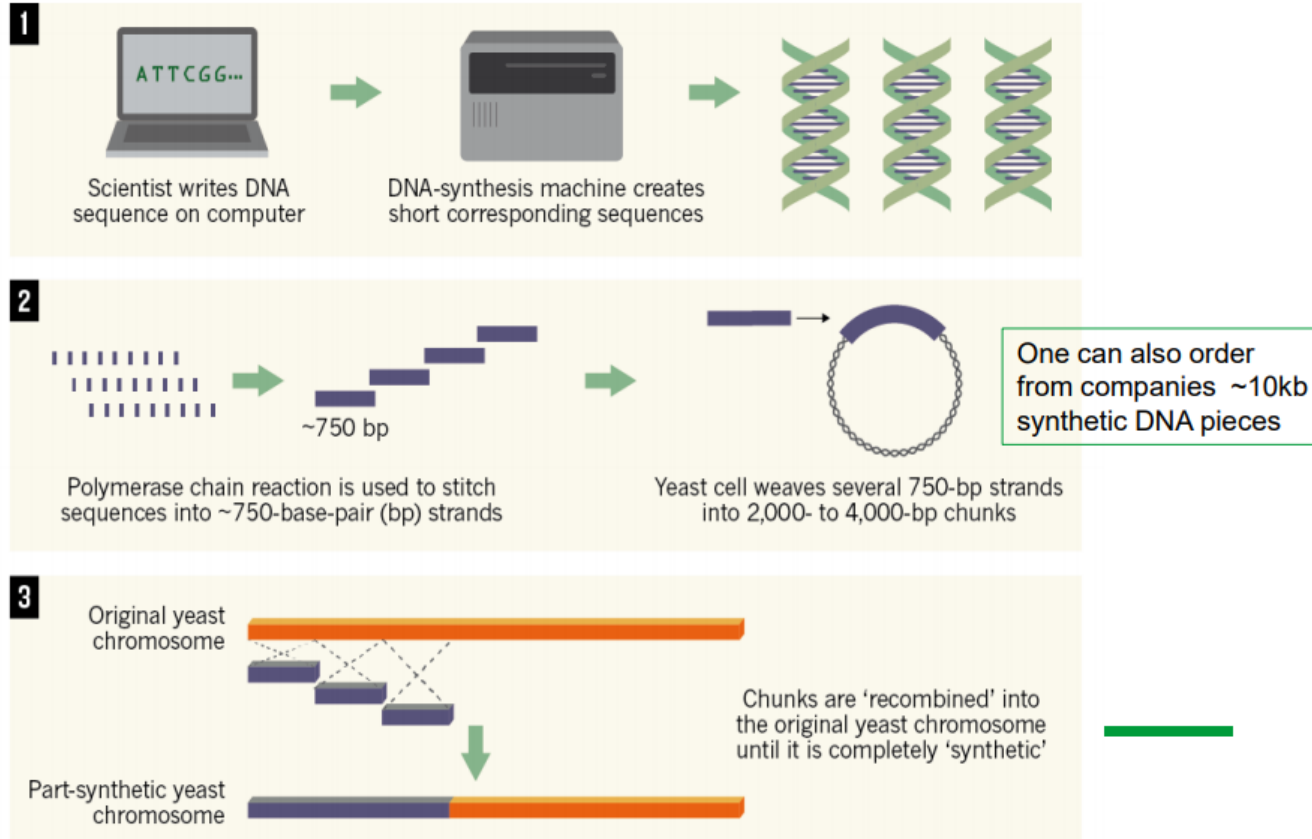 1
ATTCGG...
Scientist writes DNA
sequence on computer
DNA-synthesis machine creates
short corresponding sequences
2
~750 bp
Polymerase chain reaction is used to stitch
sequences into ~750-base-pair (bp) strands
Yeast cell weaves several 750-bp strands
into 2,000- to 4,000-bp chunks
One can also order
from companies ~10kb
synthetic DNA pieces
3
Original yeast
chromosome
Chunks are ‘recombined’ into
the original yeast chromosome
until it is completely ‘synthetic’
Part-synthetic yeast
chromosome